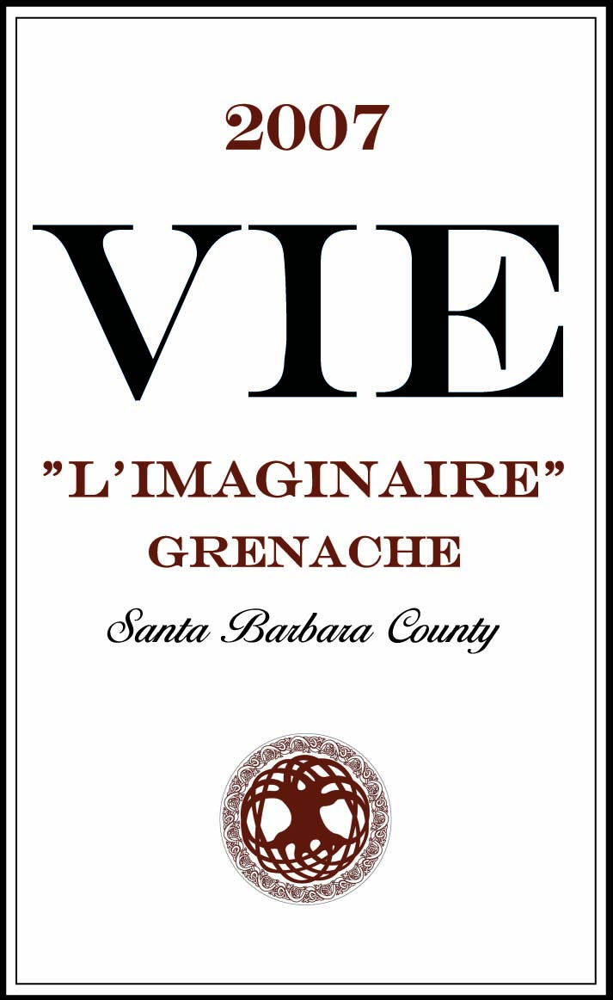 2007
VIE
”L’IMAGINAIRE”
GRENACHE
Santa Barbara County